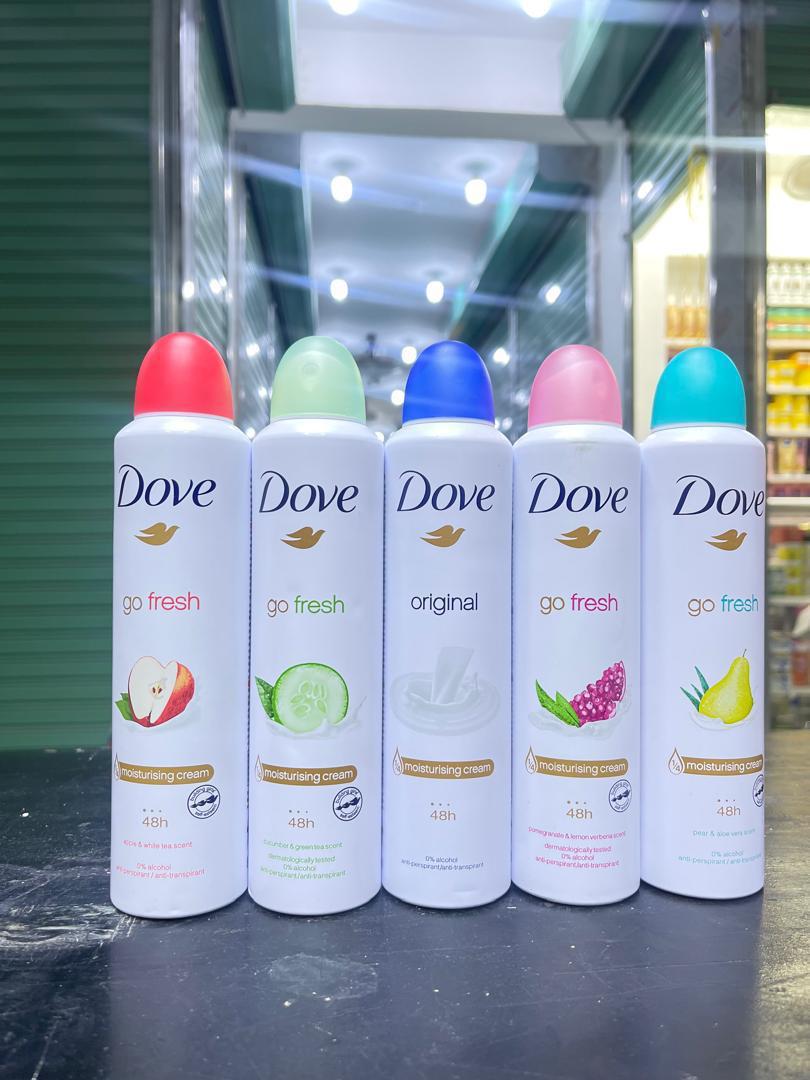 Dove
go fresh
moisturising cream
48h
apple & white tea scent
0% alcohol
anti-perspirant / anti-transpirant
Dove
go fresh
moisturising cream
48h
cucumber & green tea scent
dermatologically tested
0% alcohol
anti-perspirant/anti-transpirant
Dove
original
moisturising cream
48h
0% alcohol
anti-perspirant/anti-transpirant
Dove
go fresh
1/4 moisturising cream
48h
pomegranate & lemon verbena scent
dermatologically tested
0% alcohol
anti-perspirant/anti-transpirant
Dove
go fresh
1/4 moisturising cream
48h
pear & aloe vera scent
0% alcohol
anti-perspirant / anti-transpirant